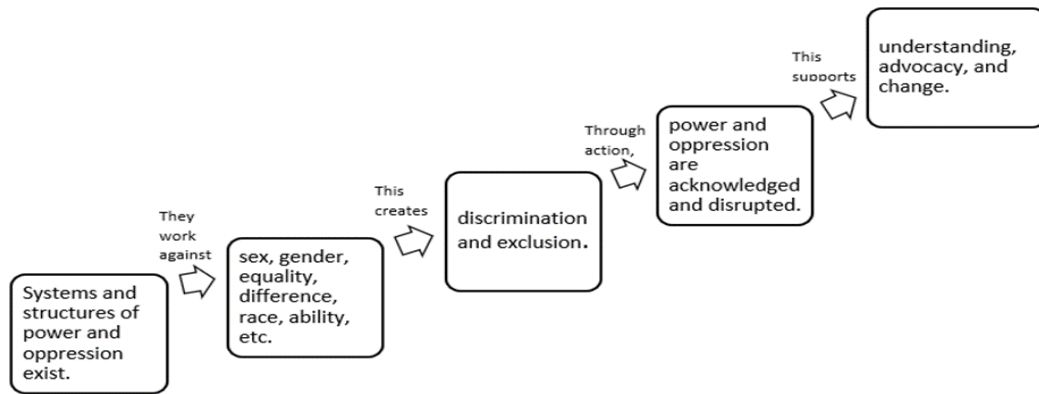 Systems and
structures of
power and
oppression
exist.
They
work
against
sex, gender,
equality,
difference,
race, ability,
etc.
This
creates
discrimination
and exclusion.
Through
action,
power and
oppression
are
acknowledged
and disrupted.
This
supports
understanding,
advocacy, and
change.